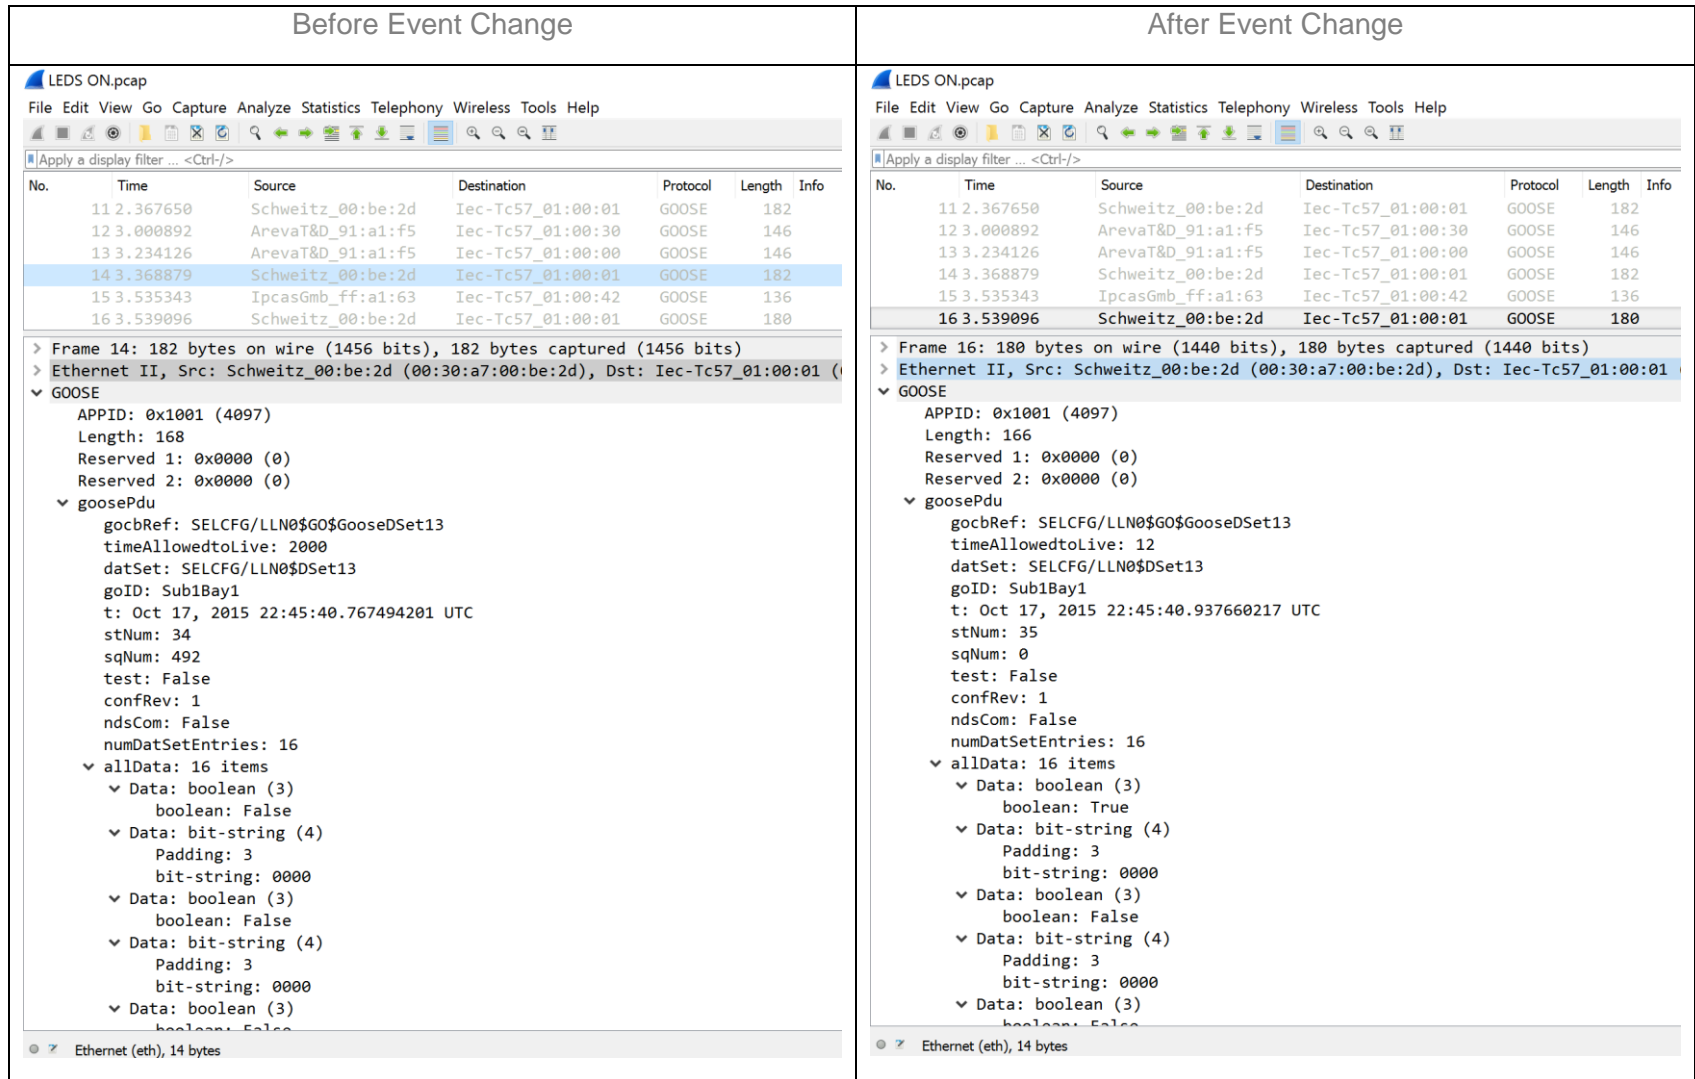 Before Event Change
After Event Change
LEDS ON.pcap
File Edit View Go Capture Analyze Statistics Telephony Wireless Tools Help
Apply a display filter ... <Ctrl-/>
No. Time Source Destination Protocol Length Info
11 2.367650 Schweitz_00:be:2d Iec-Tc57_01:00:01 GOOSE 182
12 3.000892 ArevaT&D_91:a1:f5 Iec-Tc57_01:00:30 GOOSE 146
13 3.234126 ArevaT&D_91:a1:f5 Iec-Tc57_01:00:00 GOOSE 146
14 3.368879 Schweitz_00:be:2d Iec-Tc57_01:00:01 GOOSE 182
15 3.535343 IpcasGmb_ff:a1:63 Iec-Tc57_01:00:42 GOOSE 136
16 3.539096 Schweitz_00:be:2d Iec-Tc57_01:00:01 GOOSE 180
Frame 14: 182 bytes on wire (1456 bits), 182 bytes captured (1456 bits)
Ethernet II, Src: Schweitz_00:be:2d (00:30:a7:00:be:2d), Dst: Iec-Tc57_01:00:01 (
GOOSE
APPID: 0x1001 (4097)
Length: 168
Reserved 1: 0x0000 (0)
Reserved 2: 0x0000 (0)
goosePdu
gocbRef: SELCFG/LLN0$GO$GooseDSet13
timeAllowedtoLive: 2000
datSet: SELCFG/LLN0$DSet13
goID: Sub1Bay1
t: Oct 17, 2015 22:45:40.767494201 UTC
stNum: 34
sqNum: 492
test: False
confRev: 1
ndsCom: False
numDatSetEntries: 16
allData: 16 items
Data: boolean (3)
boolean: False
Data: bit-string (4)
Padding: 3
bit-string: 0000
Data: boolean (3)
boolean: False
Data: bit-string (4)
Padding: 3
bit-string: 0000
Data: boolean (3)
boolean: False
Ethernet (eth), 14 bytes
LEDS ON.pcap
File Edit View Go Capture Analyze Statistics Telephony Wireless Tools Help
Apply a display filter ... <Ctrl-/>
No. Time Source Destination Protocol Length Info
11 2.367650 Schweitz_00:be:2d Iec-Tc57_01:00:01 GOOSE 182
12 3.000892 ArevaT&D_91:a1:f5 Iec-Tc57_01:00:30 GOOSE 146
13 3.234126 ArevaT&D_91:a1:f5 Iec-Tc57_01:00:00 GOOSE 146
14 3.368879 Schweitz_00:be:2d Iec-Tc57_01:00:01 GOOSE 182
15 3.535343 IpcasGmb_ff:a1:63 Iec-Tc57_01:00:42 GOOSE 136
16 3.539096 Schweitz_00:be:2d Iec-Tc57_01:00:01 GOOSE 180
Frame 16: 180 bytes on wire (1440 bits), 180 bytes captured (1440 bits)
Ethernet II, Src: Schweitz_00:be:2d (00:30:a7:00:be:2d), Dst: Iec-Tc57_01:00:01
GOOSE
APPID: 0x1001 (4097)
Length: 166
Reserved 1: 0x0000 (0)
Reserved 2: 0x0000 (0)
goosePdu
gocbRef: SELCFG/LLN0$GO$GooseDSet13
timeAllowedtoLive: 12
datSet: SELCFG/LLN0$DSet13
goID: Sub1Bay1
t: Oct 17, 2015 22:45:40.937660217 UTC
stNum: 35
sqNum: 0
test: False
confRev: 1
ndsCom: False
numDatSetEntries: 16
allData: 16 items
Data: boolean (3)
boolean: True
Data: bit-string (4)
Padding: 3
bit-string: 0000
Data: boolean (3)
boolean: False
Data: bit-string (4)
Padding: 3
bit-string: 0000
Data: boolean (3)
boolean: False
Ethernet (eth), 14 bytes